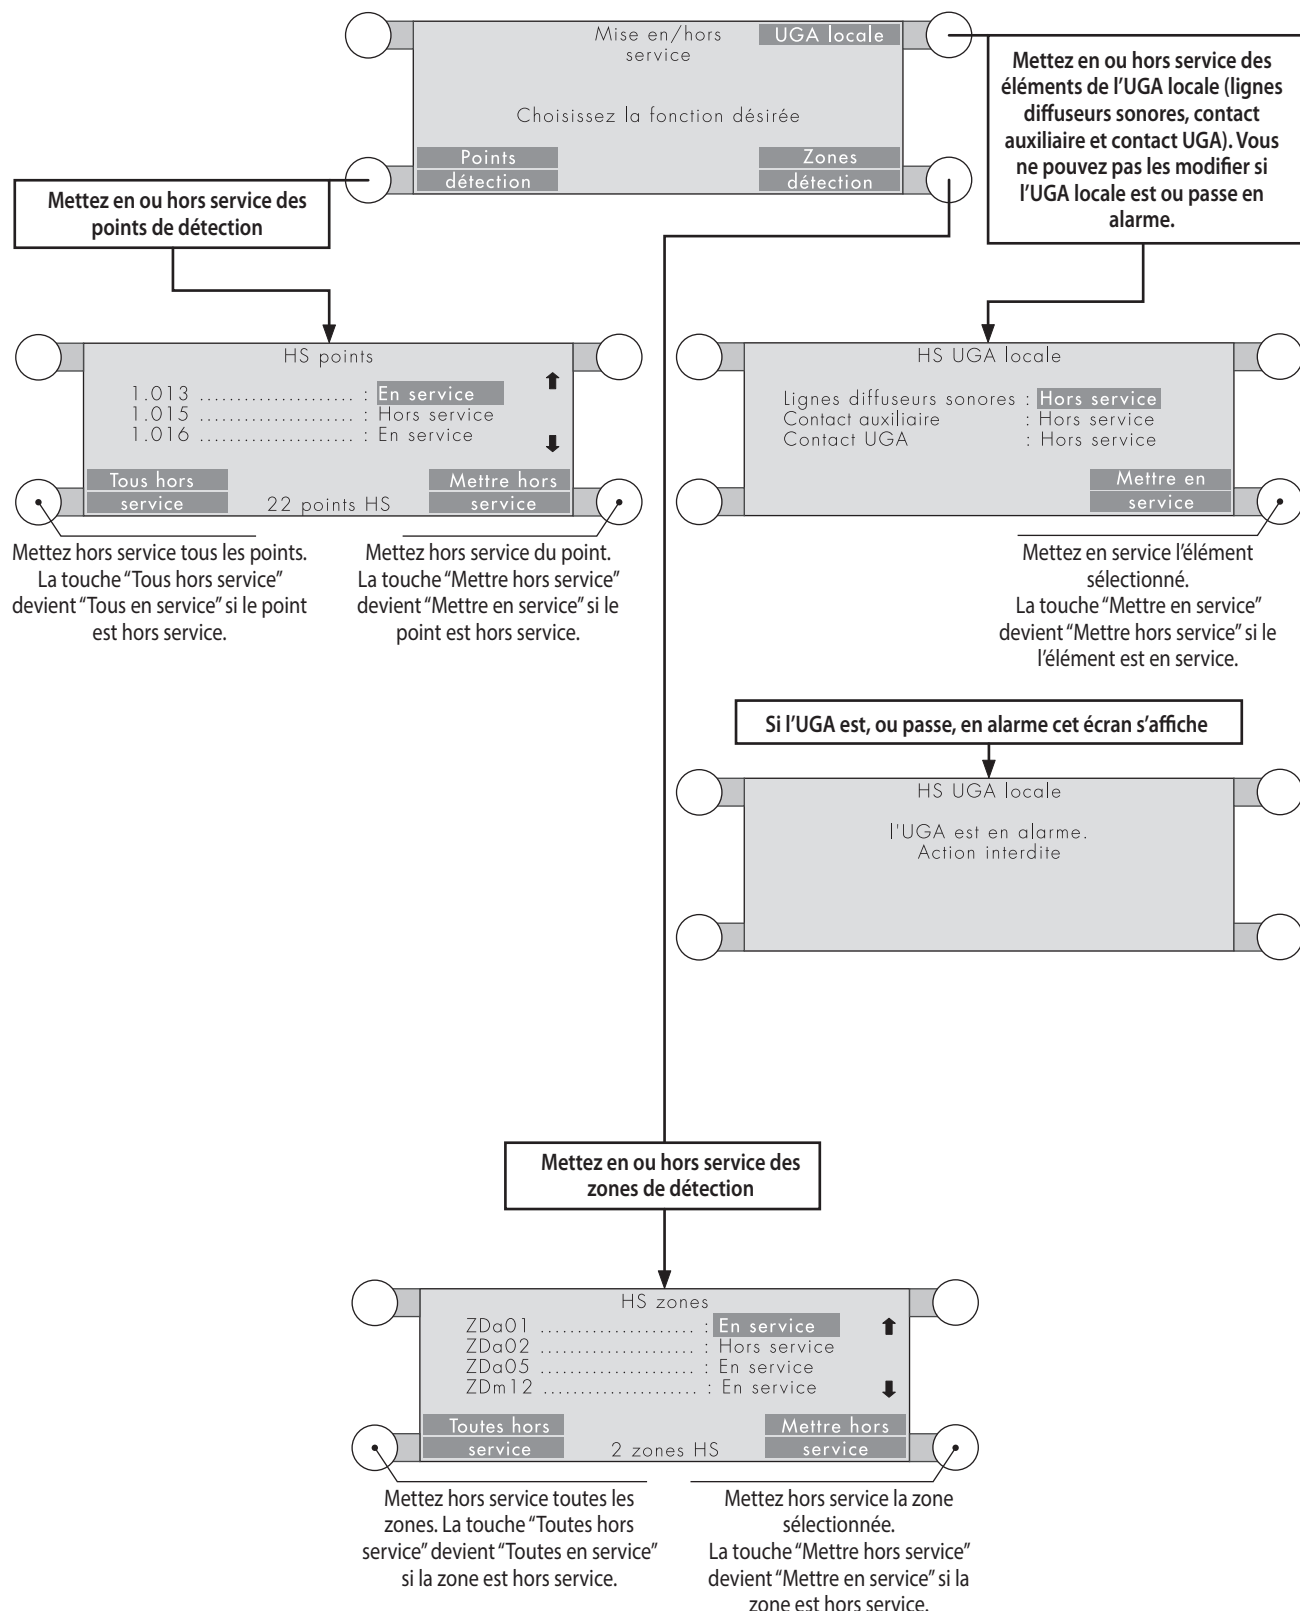 Mise en/hors
service
UGA locale
Choisissez la fonction désirée
Points
détection
Zones
détection
Mettez en ou hors service des
éléments de l’UGA locale (lignes
diffuseurs sonores, contact
auxiliaire et contact UGA). Vous
ne pouvez pas les modifier si
l’UGA locale est ou passe en
alarme.
Mettez en ou hors service des
points de détection
HS points
1.013 ..................... : En service
1.015 ..................... : Hors service
1.016 ..................... : En service
Tous hors
service
22 points HS
Mettre hors
service
Mettez hors service tous les points.
La touche “Tous hors service”
devient “Tous en service” si le point
est hors service.
Mettez hors service du point.
La touche “Mettre hors service”
devient “Mettre en service” si le
point est hors service.
HS UGA locale
Lignes diffuseurs sonores : Hors service
Contact auxiliaire : Hors service
Contact UGA : Hors service
Mettre en
service
Mettez en service l’élément
sélectionné.
La touche “Mettre en service”
devient “Mettre hors service” si le
l’élément est en service.
Si l’UGA est, ou passe, en alarme cet écran s’affiche
HS UGA locale
l'UGA est en alarme.
Action interdite
Mettez en ou hors service des
zones de détection
HS zones
ZDa01 ..................... : En service
ZDa02 ..................... : Hors service
ZDa05 ..................... : En service
ZDm12 ..................... : En service
Toutes hors
service
2 zones HS
Mettre hors
service
Mettez hors service toutes les
zones. La touche “Toutes hors
service” devient “Toutes en service”
si la zone est hors service.
Mettez hors service la zone
sélectionnée.
La touche “Mettre hors service”
devient “Mettre en service” si la
zone est hors service.